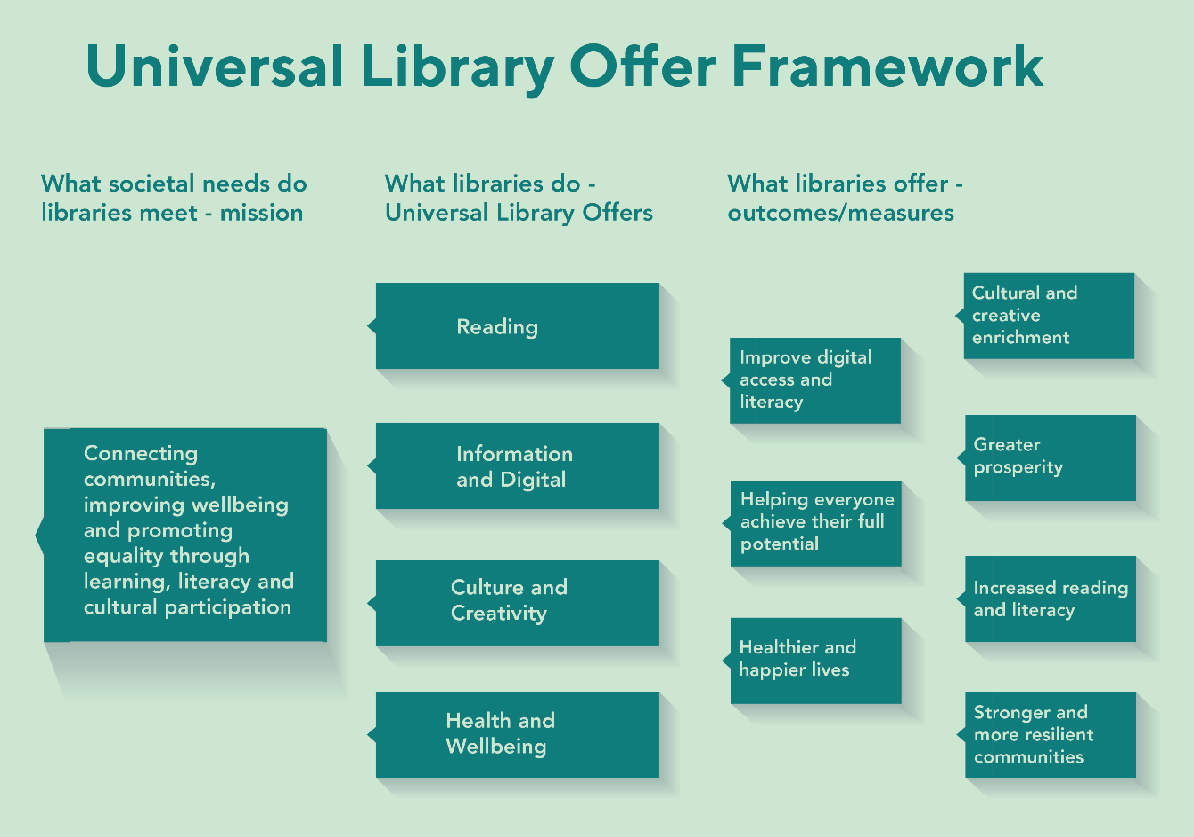 Universal Library Offer Framework
What societal needs do
libraries meet - mission
Connecting
communities,
improving wellbeing
and promoting
equality through
learning, literacy and
cultural participation
What libraries do -
Universal Library Offers
Reading
Information
and Digital
Culture and
Creativity
Health and
Wellbeing
What libraries offer -
outcomes/measures
Improve digital
access and
literacy
Helping everyone
achieve their full
potential
Healthier and
happier lives
Cultural and
creative
enrichment
Greater
prosperity
Increased reading
and literacy
Stronger and
more resilient
communities